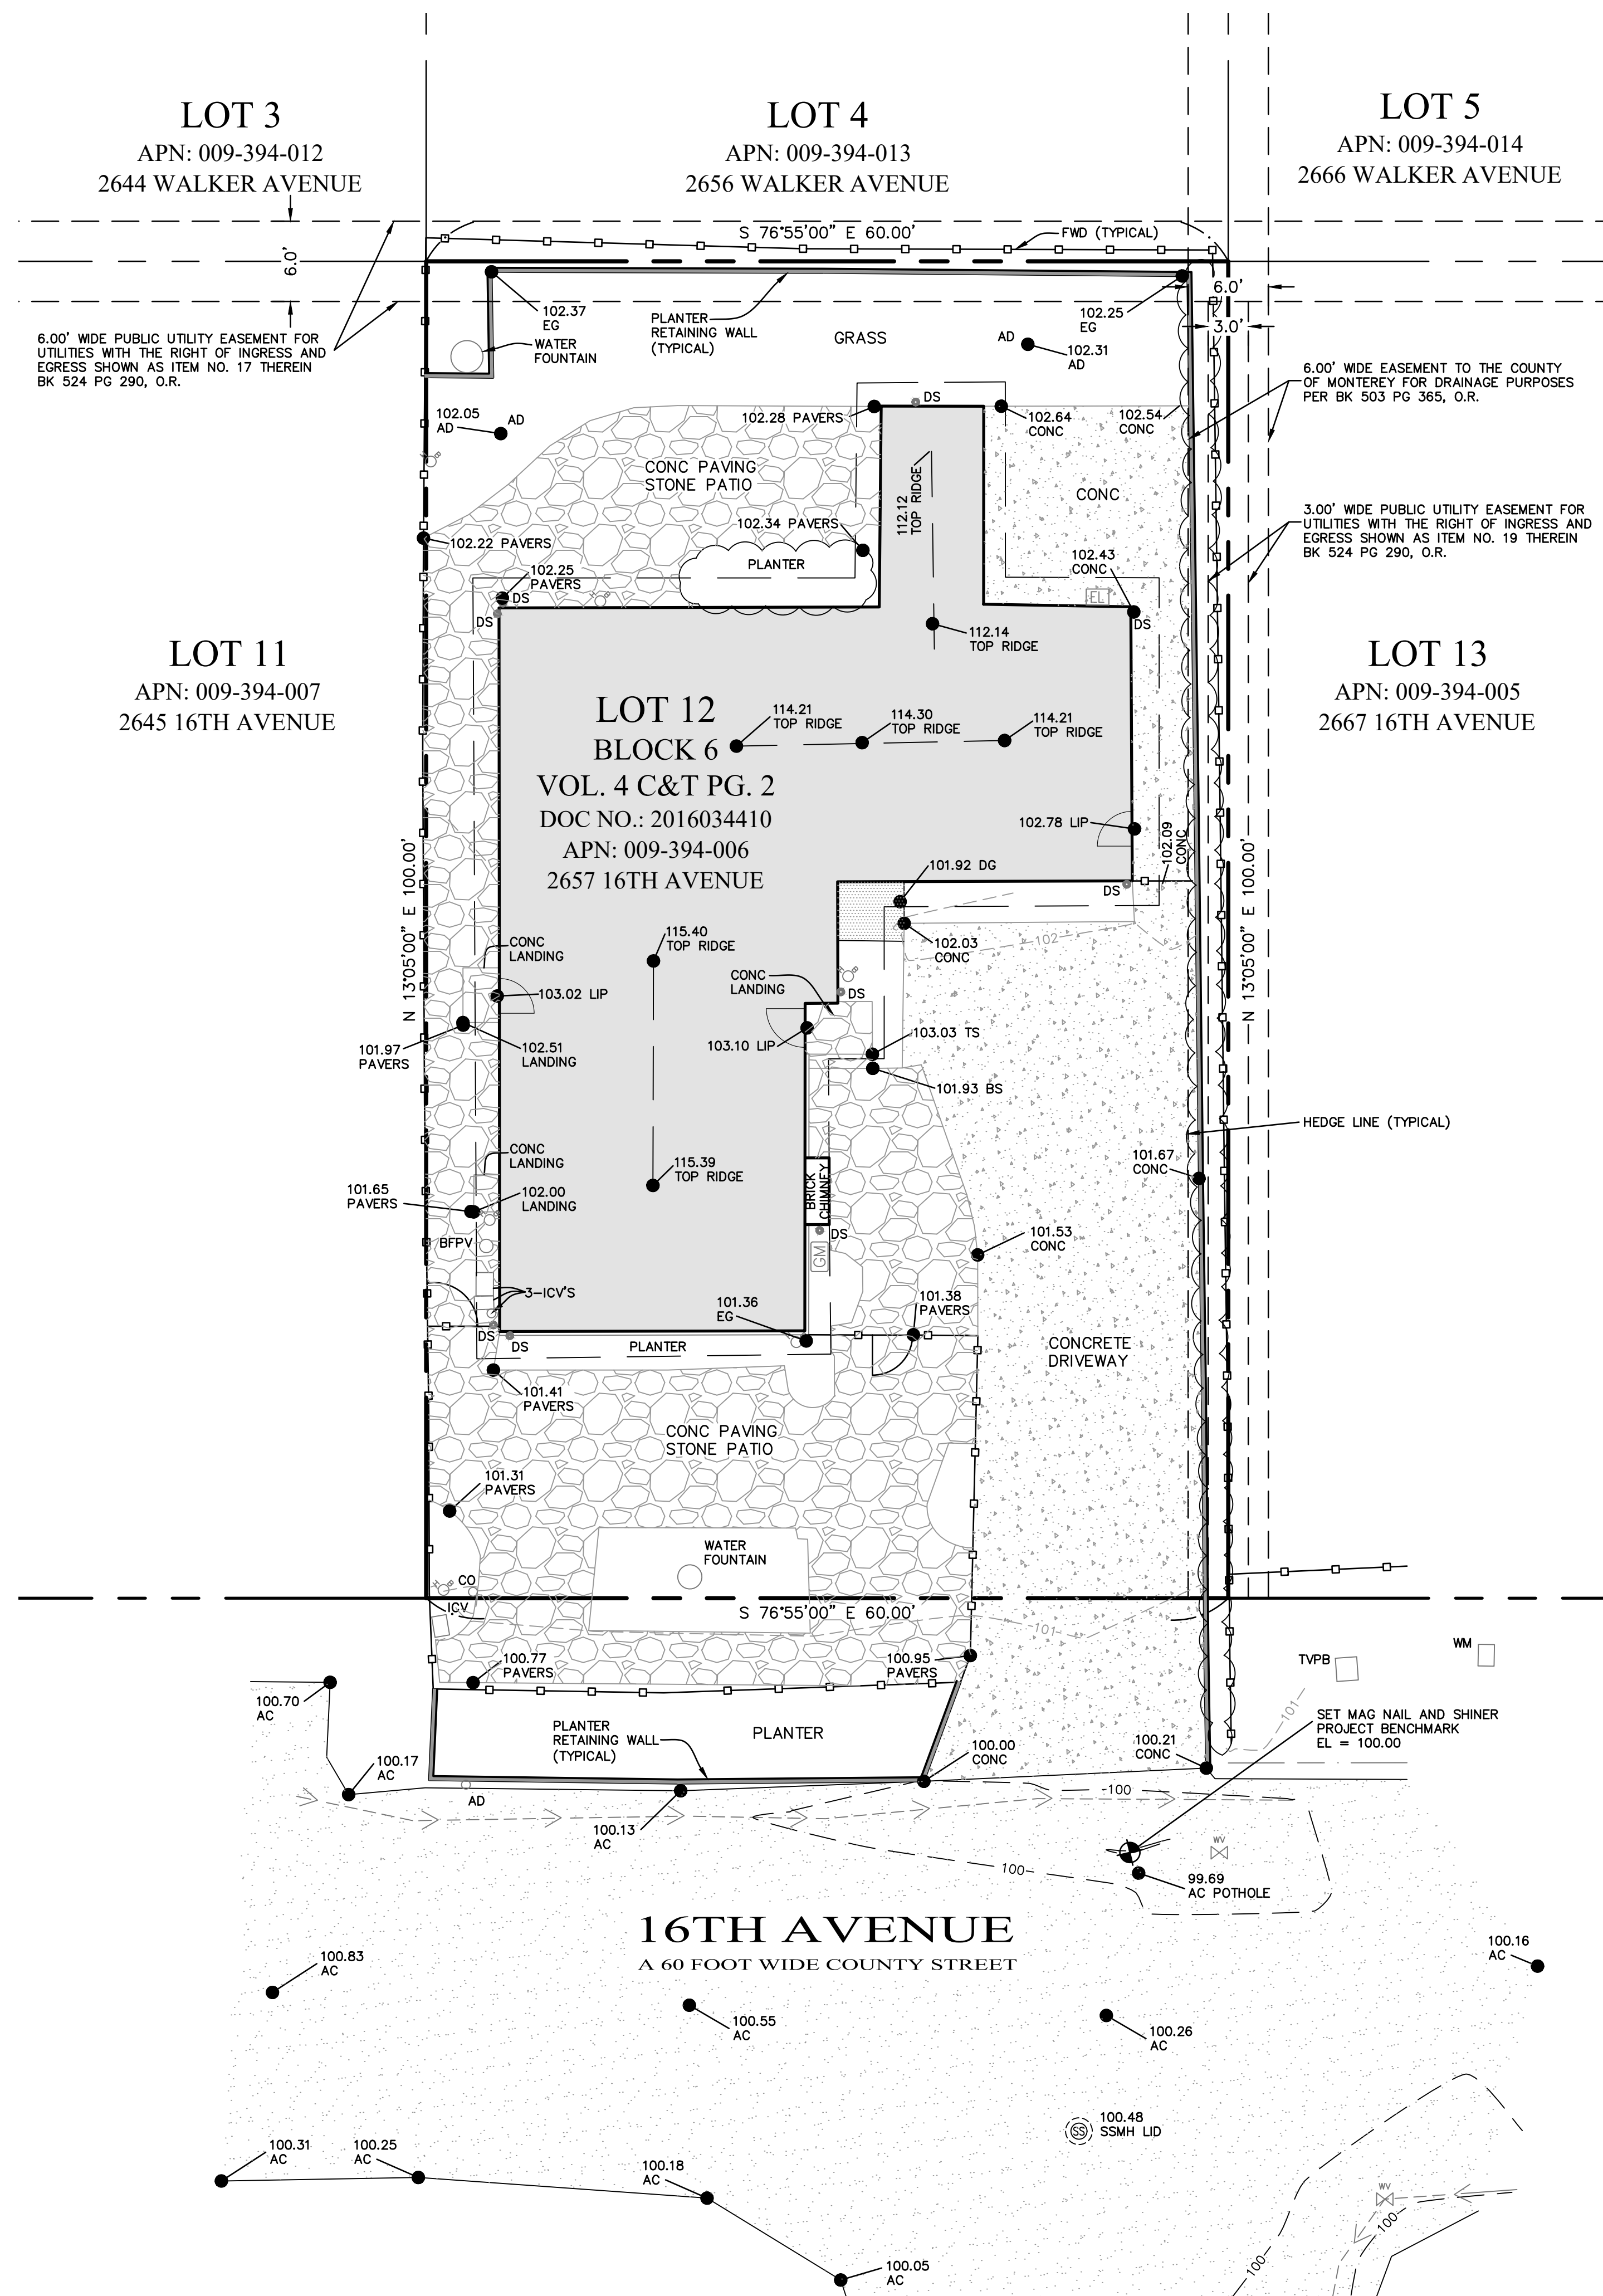 LOT 3
APN: 009-394-012
2644 WALKER AVENUE
LOT 4
APN: 009-394-013
2656 WALKER AVENUE
LOT 5
APN: 009-394-014
2666 WALKER AVENUE
S 76°55'00" E 60.00'
FWD (TYPICAL)
6.0'
6.0'
3.0'
102.37
EG
PLANTER
RETAINING WALL
(TYPICAL)
GRASS
102.25
EG
AD
102.31
AD
WATER
FOUNTAIN
6.00' WIDE PUBLIC UTILITY EASEMENT FOR
UTILITIES WITH THE RIGHT OF INGRESS AND
EGRESS SHOWN AS ITEM NO. 17 THEREIN
BK 524 PG 290, O.R.
6.00' WIDE EASEMENT TO THE COUNTY
OF MONTEREY FOR DRAINAGE PURPOSES
PER BK 503 PG 365, O.R.
102.05
AD
AD
102.28 PAVERS
DS
102.64
CONC
102.54
CONC
HB
CONC PAVING
STONE PATIO
112.12
TOP RIDGE
CONC
3.00' WIDE PUBLIC UTILITY EASEMENT FOR
UTILITIES WITH THE RIGHT OF INGRESS AND
EGRESS SHOWN AS ITEM NO. 19 THEREIN
BK 524 PG 290, O.R.
102.34 PAVERS
102.22 PAVERS
PLANTER
102.43
CONC
102.25
PAVERS
DS
HB
EL
DS
DS
112.14
TOP RIDGE
LOT 11
APN: 009-394-007
2645 16TH AVENUE
LOT 13
APN: 009-394-005
2667 16TH AVENUE
LOT 12
BLOCK 6
VOL. 4 C&T PG. 2
DOC NO.: 2016034410
APN: 009-394-006
2657 16TH AVENUE
114.21
TOP RIDGE
114.30
TOP RIDGE
114.21
TOP RIDGE
102.78 LIP
102.09
CONC
101.92 DG
DS
N 13°05'00" E 100.00'
N 13°05'00" E 100.00'
115.40
TOP RIDGE
102.03
CONC
102
CONC
LANDING
CONC
LANDING
HB
DS
103.02 LIP
103.03 TS
103.10 LIP
101.97
PAVERS
102.51
LANDING
101.93 BS
HEDGE LINE (TYPICAL)
CONC
LANDING
115.39
TOP RIDGE
BRICK
CHIMNEY
101.67
CONC
101.65
PAVERS
102.00
LANDING
HB
DS
101.53
CONC
BFPV
GM
3-ICV'S
101.36
EG
101.38
PAVERS
DS
DS
PLANTER
CONCRETE
DRIVEWAY
101.41
PAVERS
CONC PAVING
STONE PATIO
101.31
PAVERS
WATER
FOUNTAIN
HB
CO
ICV
S 76°55'00" E 60.00'
101
100.77
PAVERS
100.95
PAVERS
TVPB
WM
100.70
AC
101
SET MAG NAIL AND SHINER
PROJECT BENCHMARK
EL = 100.00
PLANTER
RETAINING WALL
(TYPICAL)
PLANTER
100.17
AC
100.00
CONC
100.21
CONC
AD
100
100.13
AC
WV
100
99.69
AC POTHOLE
16TH AVENUE
A 60 FOOT WIDE COUNTY STREET
100.83
AC
100.16
AC
100.55
AC
100.26
AC
100.48
SSMH LID
SS
100.31
AC
100.25
AC
100.18
AC
WV
100
100
100.05
AC